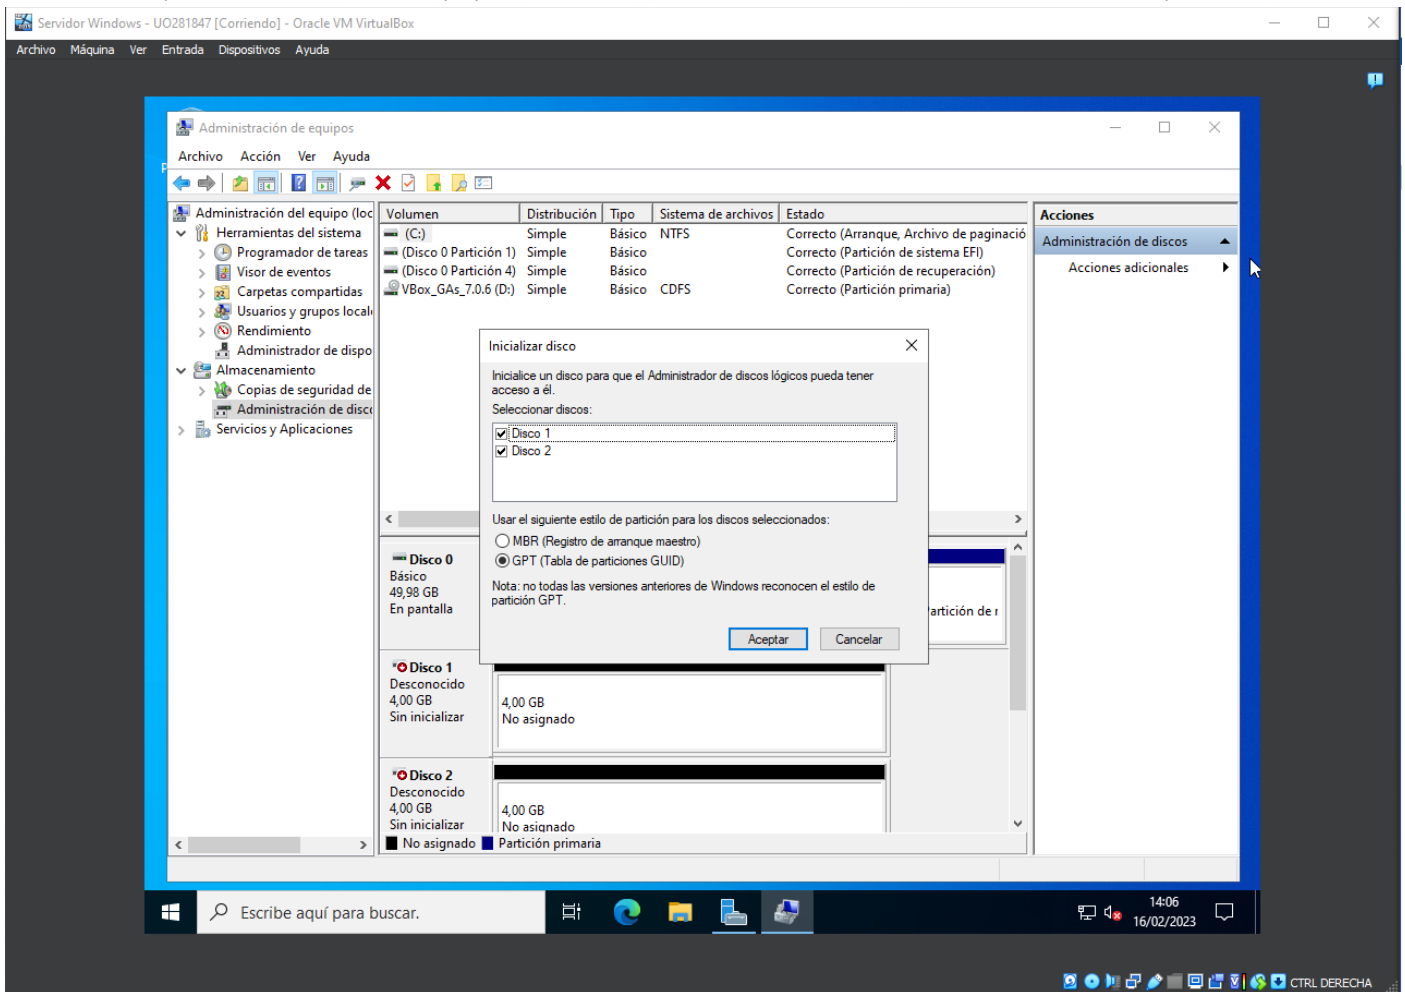 Servidor Windows - UO281847 [Corriendo] - Oracle VM VirtualBox
Archivo Máquina Ver Entrada Dispositivos Ayuda
Administración de equipos
Archivo Acción Ver Ayuda
Administración del equipo (loc
Herramientas del sistema
Programador de tareas
Visor de eventos
Carpetas compartidas
Usuarios y grupos local
Rendimiento
Administrador de dispo
Almacenamiento
Copias de seguridad de
Administración de disc
Servicios y Aplicaciones
Volumen Distribución Tipo Sistema de archivos Estado
(C:) Simple Básico NTFS Correcto (Arranque, Archivo de paginació
(Disco 0 Partición 1) Simple Básico Correcto (Partición de sistema EFI)
(Disco 0 Partición 4) Simple Básico Correcto (Partición de recuperación)
VBox_GAs_7.0.6 (D:) Simple Básico CDFS Correcto (Partición primaria)
Acciones
Administración de discos
Acciones adicionales
Inicializar disco
Inicialice un disco para que el Administrador de discos lógicos pueda tener
acceso a él.
Seleccionar discos:
Disco 1
Disco 2
Usar el siguiente estilo de partición para los discos seleccionados:
MBR (Registro de arranque maestro)
GPT (Tabla de particiones GUID)
Nota: no todas las versiones anteriores de Windows reconocen el estilo de
partición GPT.
Aceptar Cancelar
Disco 0
Básico
49,98 GB
En pantalla
artición de r
Disco 1
Desconocido
4,00 GB
Sin inicializar
4,00 GB
No asignado
Disco 2
Desconocido
4,00 GB
Sin inicializar
4,00 GB
No asignado
No asignado Partición primaria
Escribe aquí para buscar.
14:06
16/02/2023
CTRL DERECHA